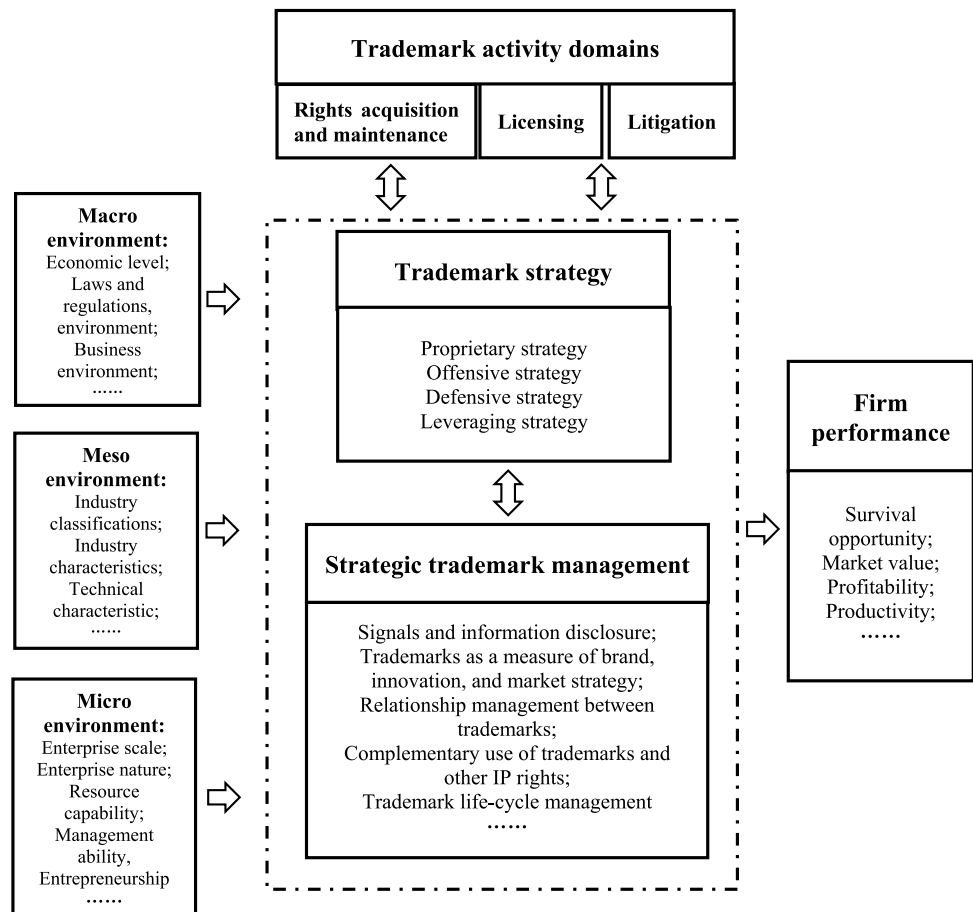 Trademark activity domains
Rights acquisition
and maintenance
Licensing
Litigation
Macro
environment:
Economic level;
Laws and
regulations,
environment;
Business
environment;
……
Meso
environment:
Industry
classifications;
Industry
characteristics;
Technical
characteristic;
……
Micro
environment:
Enterprise scale;
Enterprise nature;
Resource
capability;
Management
ability,
Entrepreneurship
……
Trademark strategy
Proprietary strategy
Offensive strategy
Defensive strategy
Leveraging strategy
Strategic trademark management
Signals and information disclosure;
Trademarks as a measure of brand,
innovation, and market strategy;
Relationship management between
trademarks;
Complementary use of trademarks and
other IP rights;
Trademark life-cycle management
……
Firm
performance
Survival
opportunity;
Market value;
Profitability;
Productivity;
……